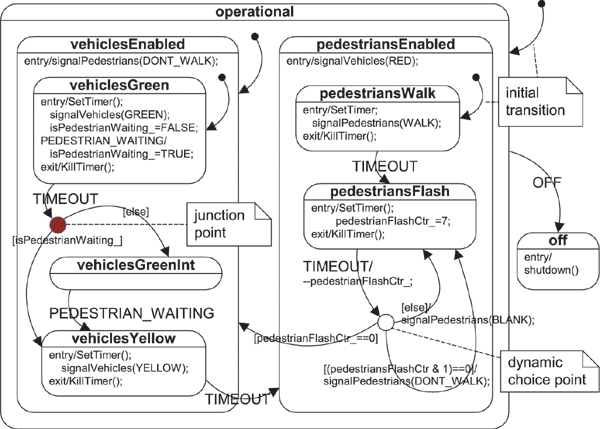 operational
vehiclesEnabled
entry/signalPedestrians(DONT_WALK);
vehiclesGreen
entry/SetTimer();
signalVehicles(GREEN);
isPedestrianWaiting_=FALSE;
PEDESTRIAN_WAITING/
isPedestrianWaiting_=TRUE;
exit/KillTimer();
TIMEOUT
[else]
[isPedestrianWaiting_]
junction
point
vehiclesGreenInt
PEDESTRIAN_WAITING
vehiclesYellow
entry/SetTimer();
signalVehicles(YELLOW);
exit/KillTimer();
TIMEOUT
pedestriansEnabled
entry/signalVehicles(RED);
pedestriansWalk
entry/SetTimer;
signalPedestrians(WALK);
exit/KillTimer();
TIMEOUT
pedestriansFlash
entry/SetTimer();
pedestrianFlashCtr_=7;
exit/KillTimer();
TIMEOUT/
--pedestrianFlashCtr_;
[else]/
signalPedestrians(BLANK);
[pedestrianFlashCtr_==0]
[(pedestriansFlashCtr & 1)==0]/
signalPedestrians(DONT_WALK);
initial
transition
OFF
off
entry/
shutdown()
dynamic
choice point